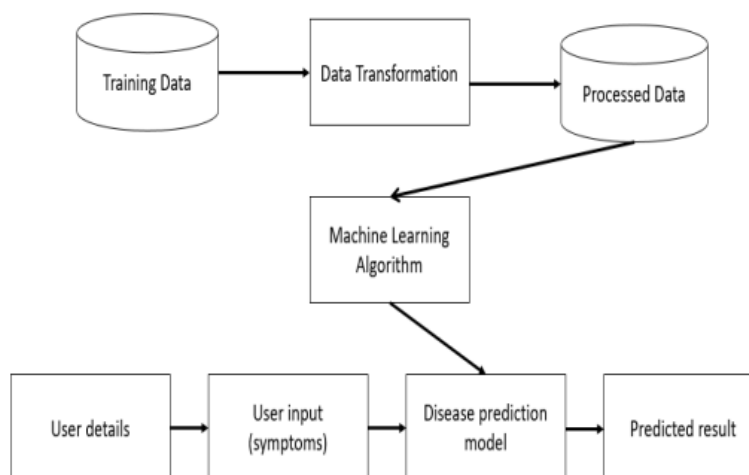 Training Data
Data Transformation
Processed Data
Machine Learning
Algorithm
User details
User input
(symptoms)
Disease prediction
model
Predicted result